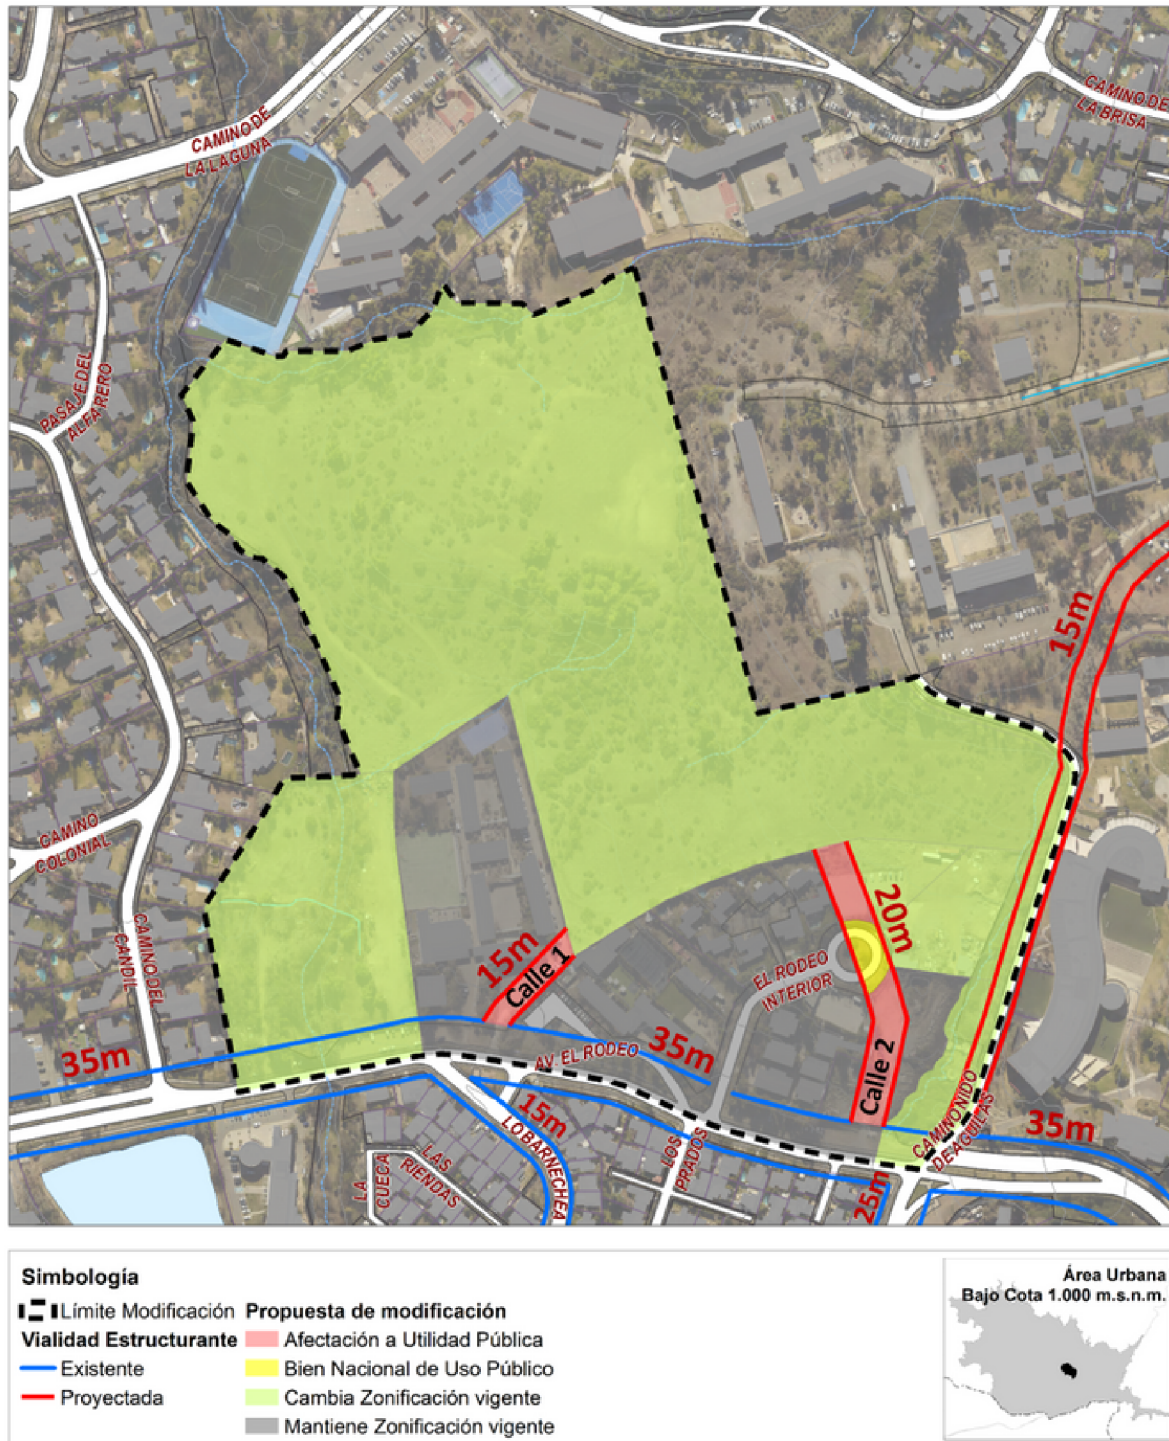 CAMINO DE
LA BRISA
CAMINO DE
LA LAGUNA
PASAJE DEL
ALFARERO
15m
CAMINO
COLONIAL
CAMINO DEL
CANDIL
20m
15m
Calle 1
EL RODEO
INTERIOR
35m
AV. EL RODEO
35m
Calle 2
CAMINO NIDO
DE AGUILAS
35m
15m
LO BARNECHEA
LOS
PRADOS
LAS
RIENDAS
LA
CUECA
25m
Simbología
Límite Modificación
Vialidad Estructurante
Existente
Proyectada
Propuesta de modificación
Afectación a Utilidad Pública
Bien Nacional de Uso Público
Cambia Zonificación vigente
Mantiene Zonificación vigente
Área Urbana
Bajo Cota 1.000 m.s.n.m.